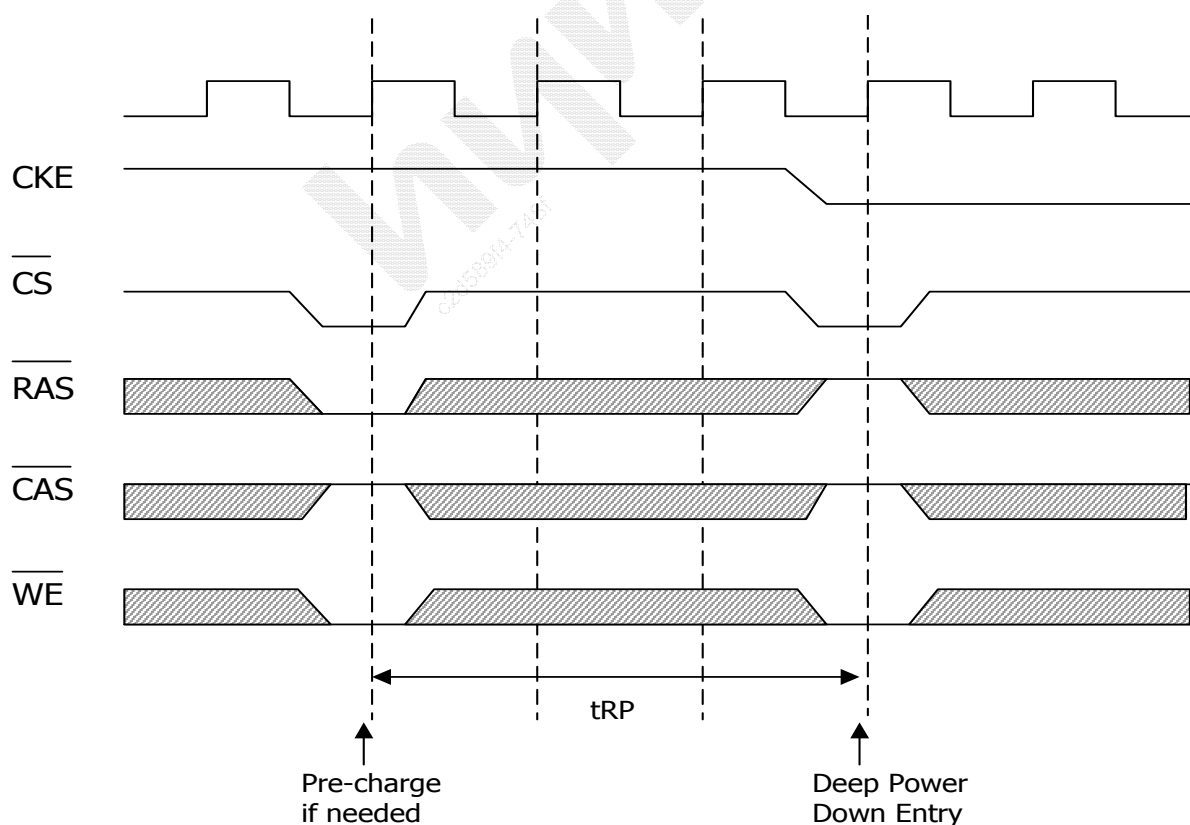 CKE
CS
RAS
CAS
WE
tRP
Pre-charge
if needed
Deep Power
Down Entry